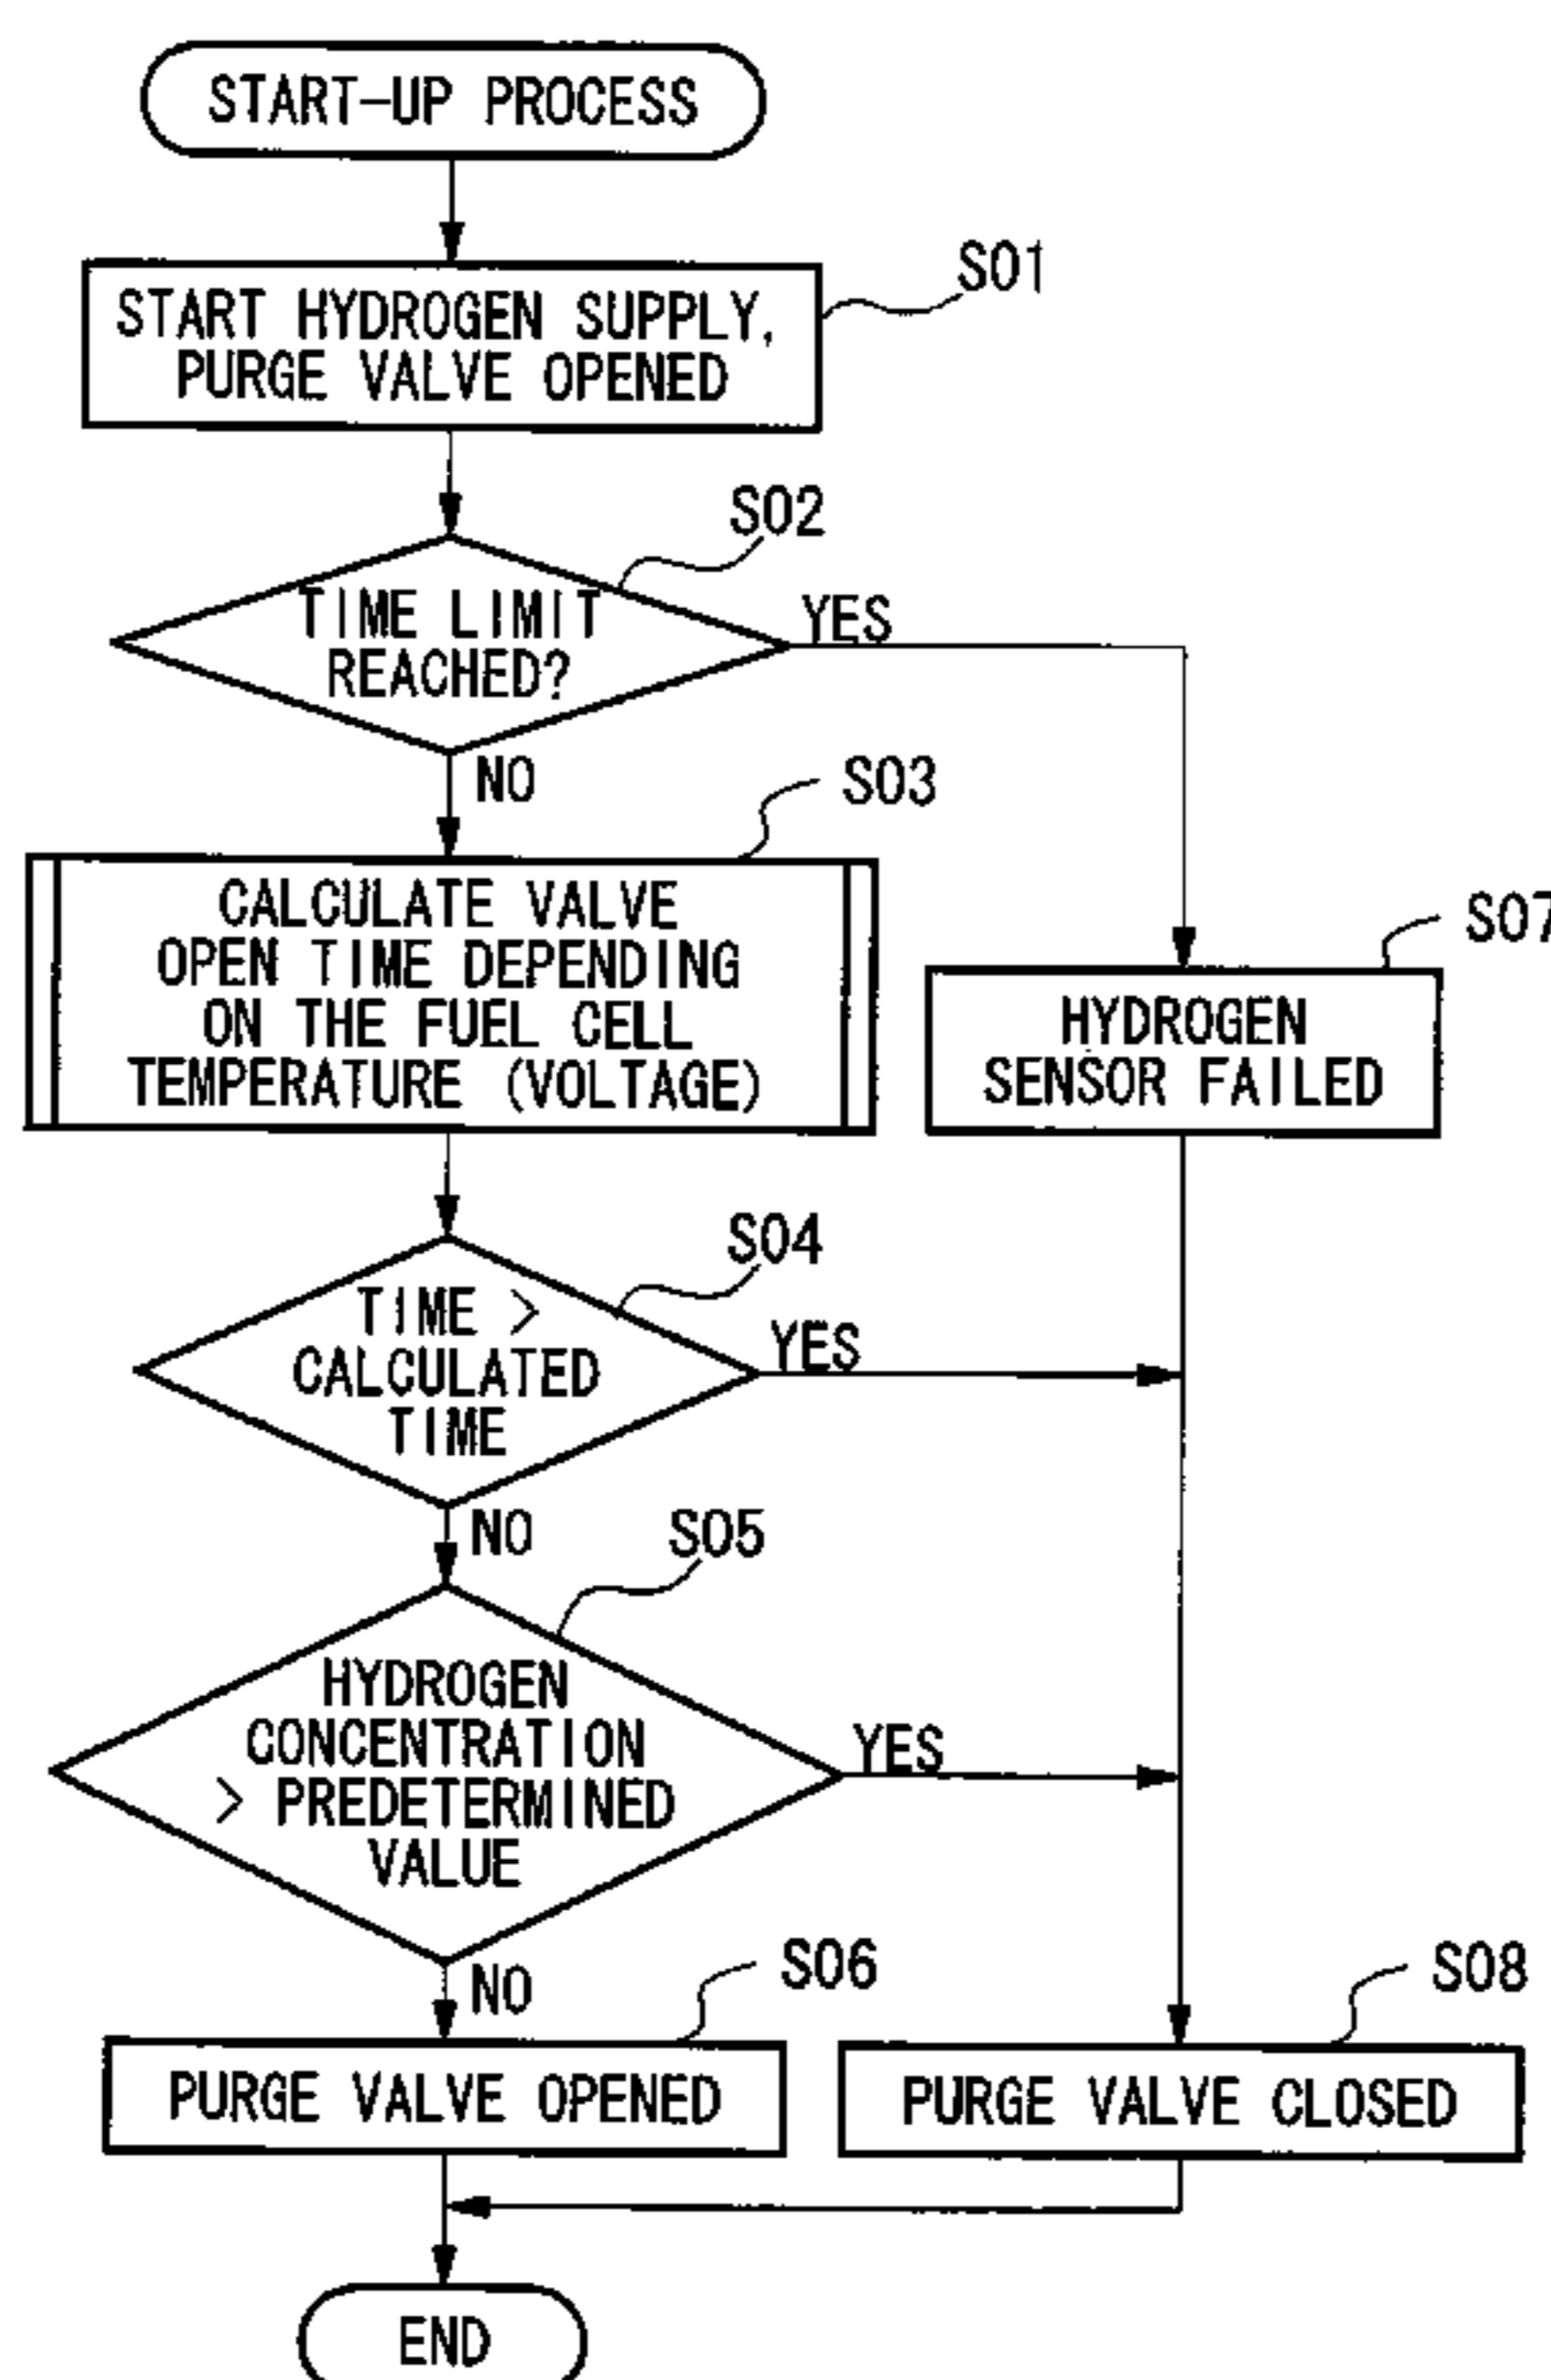 START-UP PROCESS
S01
START HYDROGEN SUPPLY,
PURGE VALVE OPENED
S02
TIME LIMIT
REACHED?
YES
NO
S03
CALCULATE VALVE
OPEN TIME DEPENDING
ON THE FUEL CELL
TEMPERATURE (VOLTAGE)
S07
HYDROGEN
SENSOR FAILED
S04
TIME >
CALCULATED
TIME
YES
NO
S05
HYDROGEN
CONCENTRATION
> PREDETERMINED
VALUE
YES
NO
S06
PURGE VALVE OPENED
S08
PURGE VALVE CLOSED
END